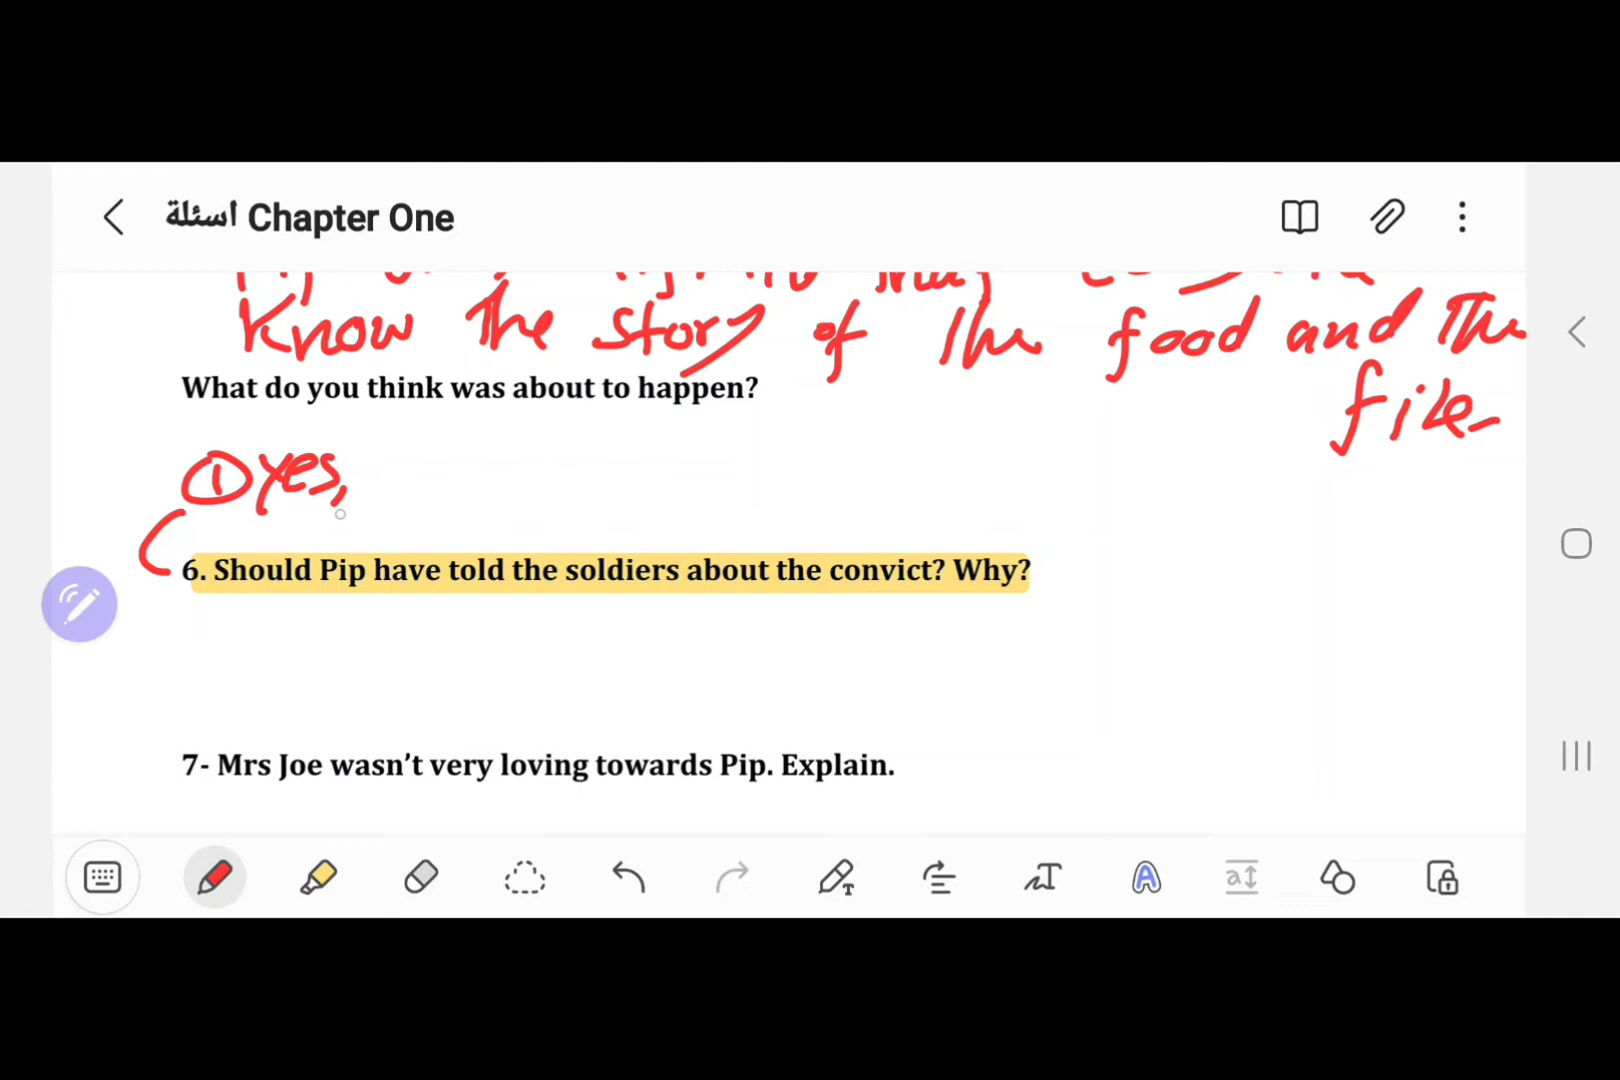 اسئلة Chapter One
Know the story of the food and the
file
What do you think was about to happen?
① Yes,
6. Should Pip have told the soldiers about the convict? Why?
7- Mrs Joe wasn't very loving towards Pip. Explain.